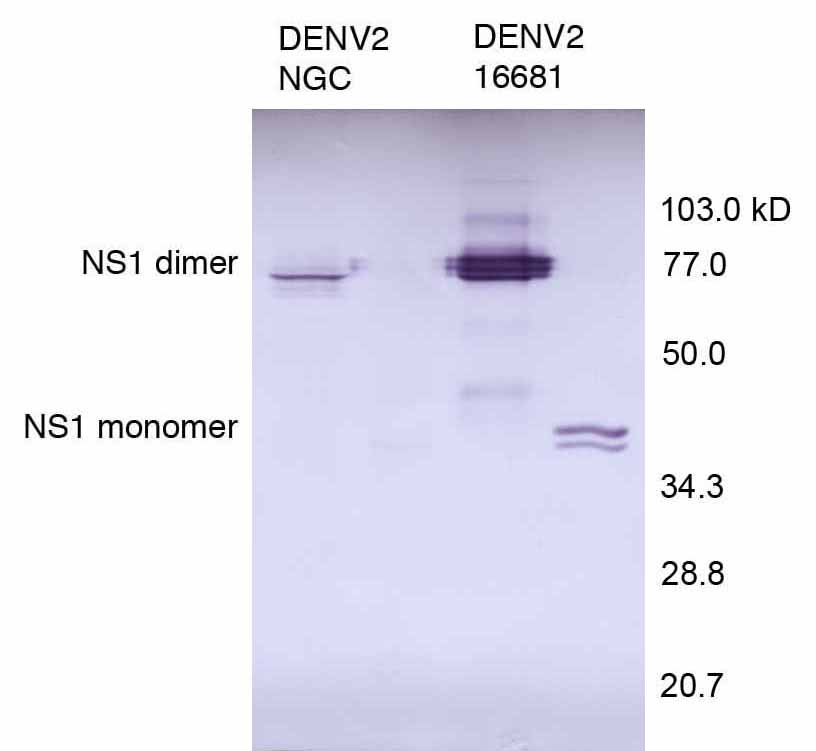 DENV2
NGC
DENV2
16681
103.0 kD
NS1 dimer
77.0
50.0
NS1 monomer
34.3
28.8
20.7